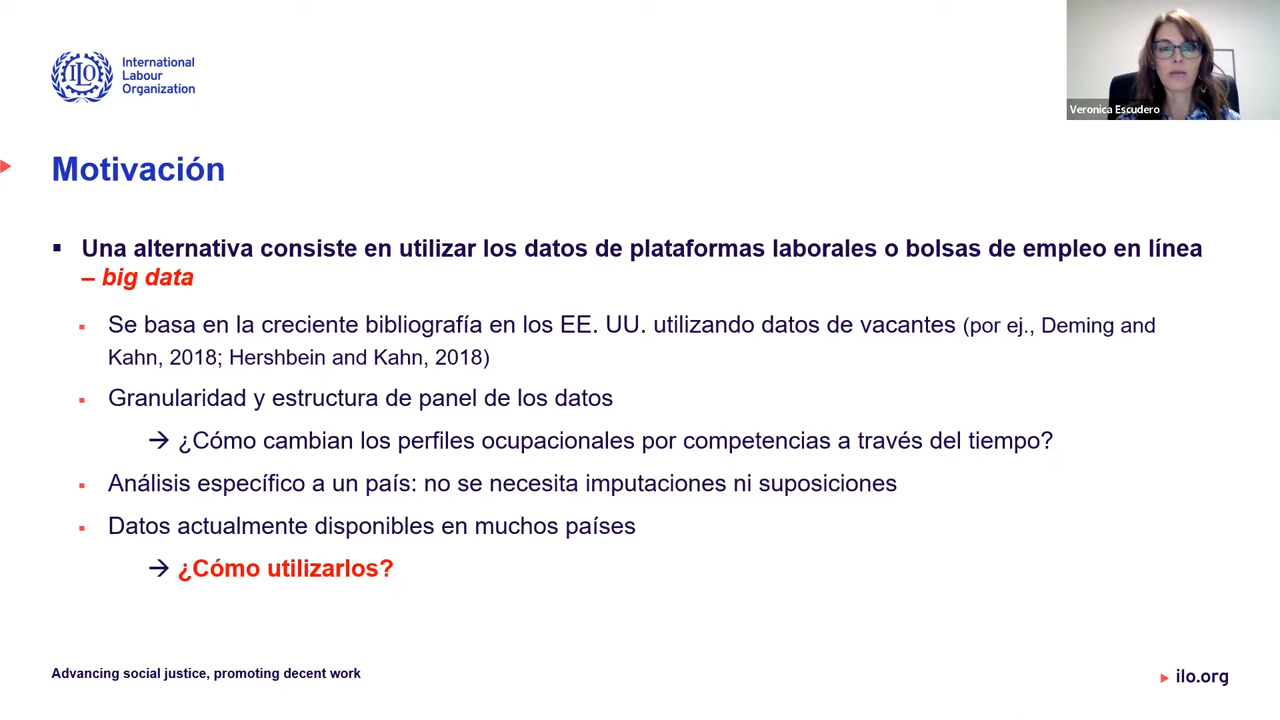 ILO
International
Labour
Organization
Veronica Escudero
Motivación
▪ Una alternativa consiste en utilizar los datos de plataformas laborales o bolsas de empleo en línea
– big data
▪ Se basa en la creciente bibliografía en los EE. UU. utilizando datos de vacantes (por ej., Deming and
Kahn, 2018; Hershbein and Kahn, 2018)
▪ Granularidad y estructura de panel de los datos
→ ¿Cómo cambian los perfiles ocupacionales por competencias a través del tiempo?
▪ Análisis específico a un país: no se necesita imputaciones ni suposiciones
▪ Datos actualmente disponibles en muchos países
→ ¿Cómo utilizarlos?
Advancing social justice, promoting decent work
ilo.org